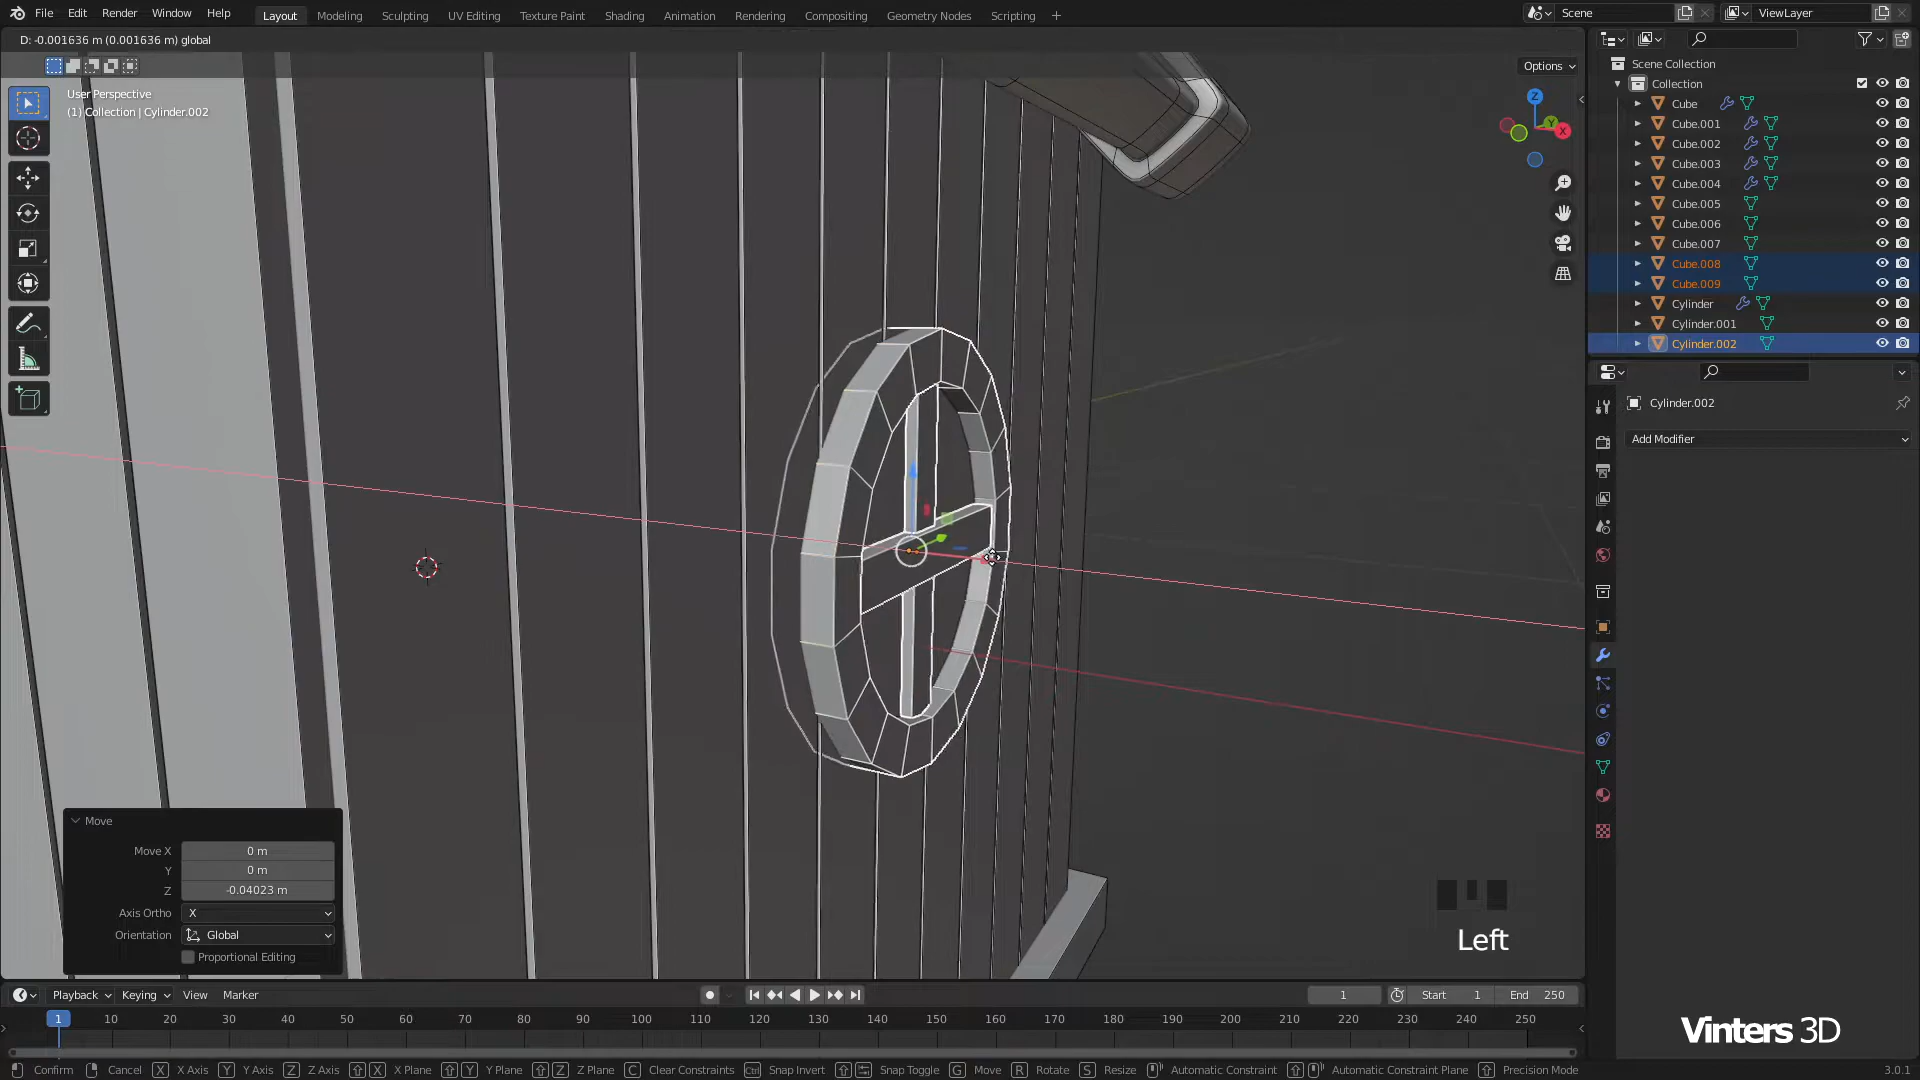 File Edit Render Window Help
Layout Modeling Sculpting UV Editing Texture Paint Shading Animation Rendering Compositing Geometry Nodes Scripting +
Scene
ViewLayer
D: -0.001636 m (0.001636 m) global
Options
User Perspective
(1) Collection | Cylinder.002
Z
Y
X
Scene Collection
Collection
Cube
Cube.001
Cube.002
Cube.003
Cube.004
Cube.005
Cube.006
Cube.007
Cube.008
Cube.009
Cylinder
Cylinder.001
Cylinder.002
Cylinder.002
Add Modifier
Move
Move X 0 m
Y 0 m
Z -0.04023 m
Axis Ortho X
Orientation Global
Proportional Editing
Left
Playback Keying View Marker
1 Start 1 End 250
1 10 20 30 40 50 60 70 80 90 100 110 120 130 140 150 160 170 180 190 200 210 220 230 240 250
Vinters 3D
Confirm Cancel X X Axis Y Y Axis Z Z Axis X X Plane Y Y Plane Z Z Plane C Clear Constraints Ctrl Snap Invert Snap Toggle G Move R Rotate S Resize Automatic Constraint Automatic Constraint Plane Precision Mode 3.0.1